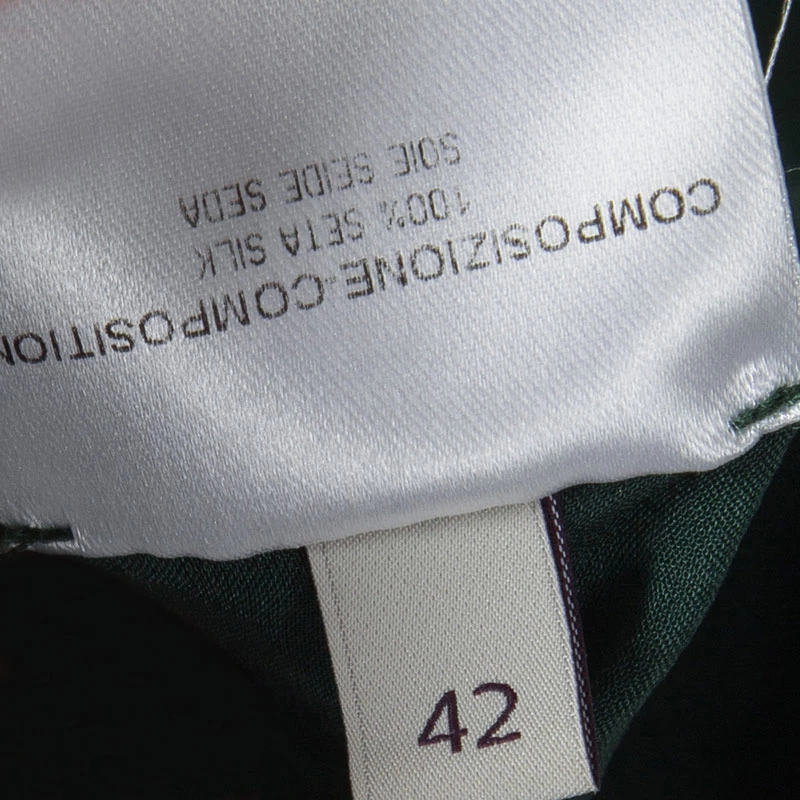 COMPOSIZIONE-COMPOSITION
100% SETA SILK
SOIE SEIDE SEDA
42